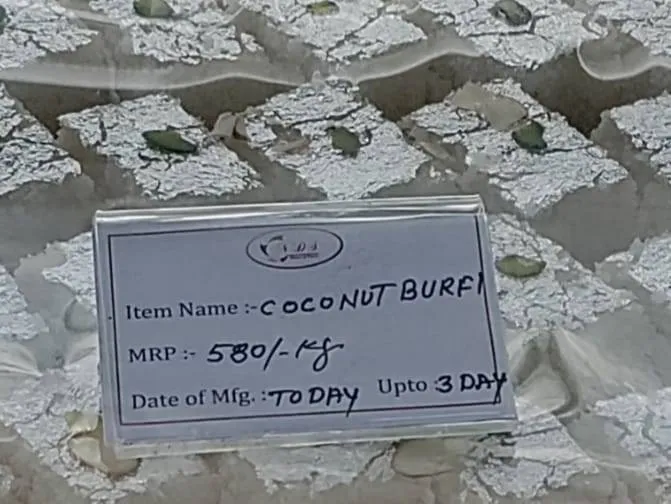 Item Name :- COCONUT BURFI
MRP :- 580/- Kg
Date of Mfg. : TODAY Upto : 3 DAY